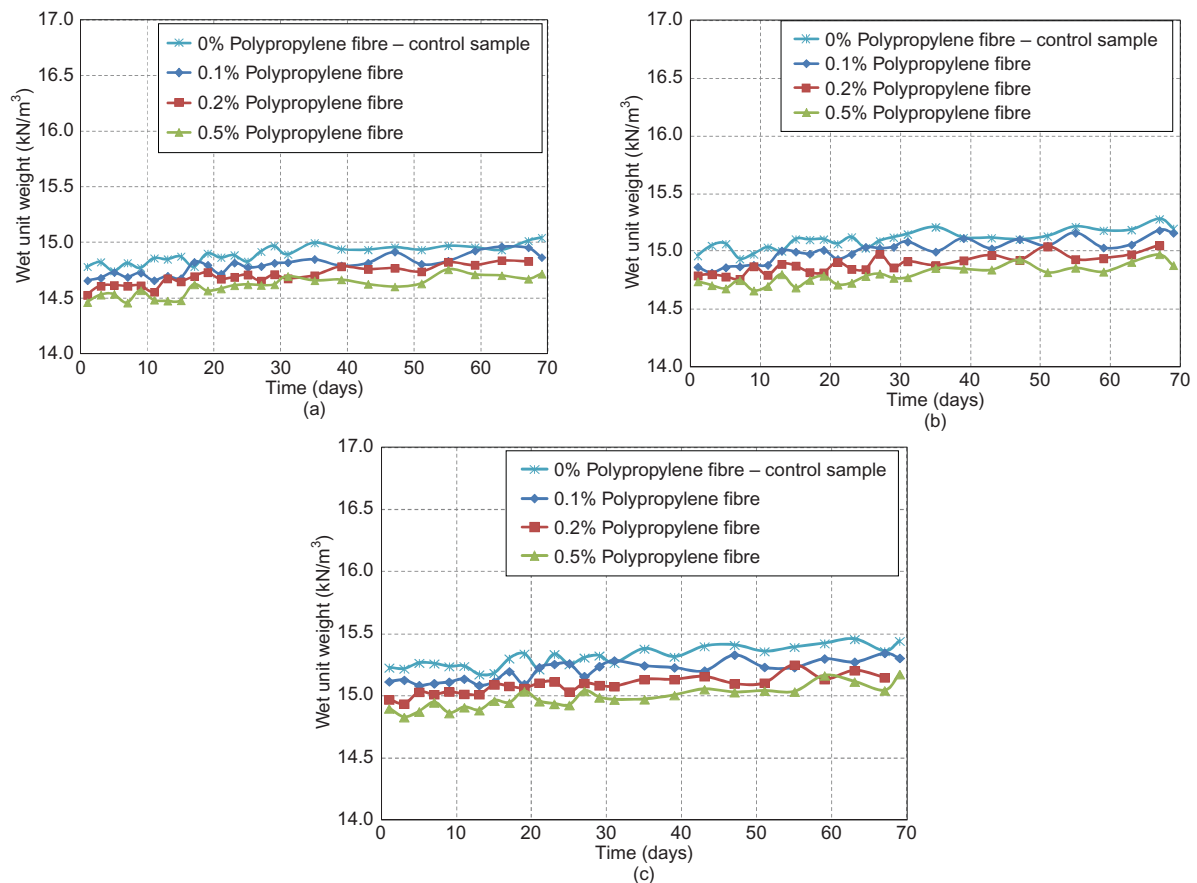 17.0
16.5
16.0
15.5
15.0
14.5
14.0
Wet unit weight (kN/m³)
0% Polypropylene fibre – control sample
0.1% Polypropylene fibre
0.2% Polypropylene fibre
0.5% Polypropylene fibre
0 10 20 30 40 50 60 70
Time (days)
(a)
17.0
16.5
16.0
15.5
15.0
14.5
14.0
Wet unit weight (kN/m³)
0% Polypropylene fibre – control sample
0.1% Polypropylene fibre
0.2% Polypropylene fibre
0.5% Polypropylene fibre
0 10 20 30 40 50 60 70
Time (days)
(b)
17.0
16.5
16.0
15.5
15.0
14.5
14.0
Wet unit weight (kN/m³)
0% Polypropylene fibre – control sample
0.1% Polypropylene fibre
0.2% Polypropylene fibre
0.5% Polypropylene fibre
0 10 20 30 40 50 60 70
Time (days)
(c)